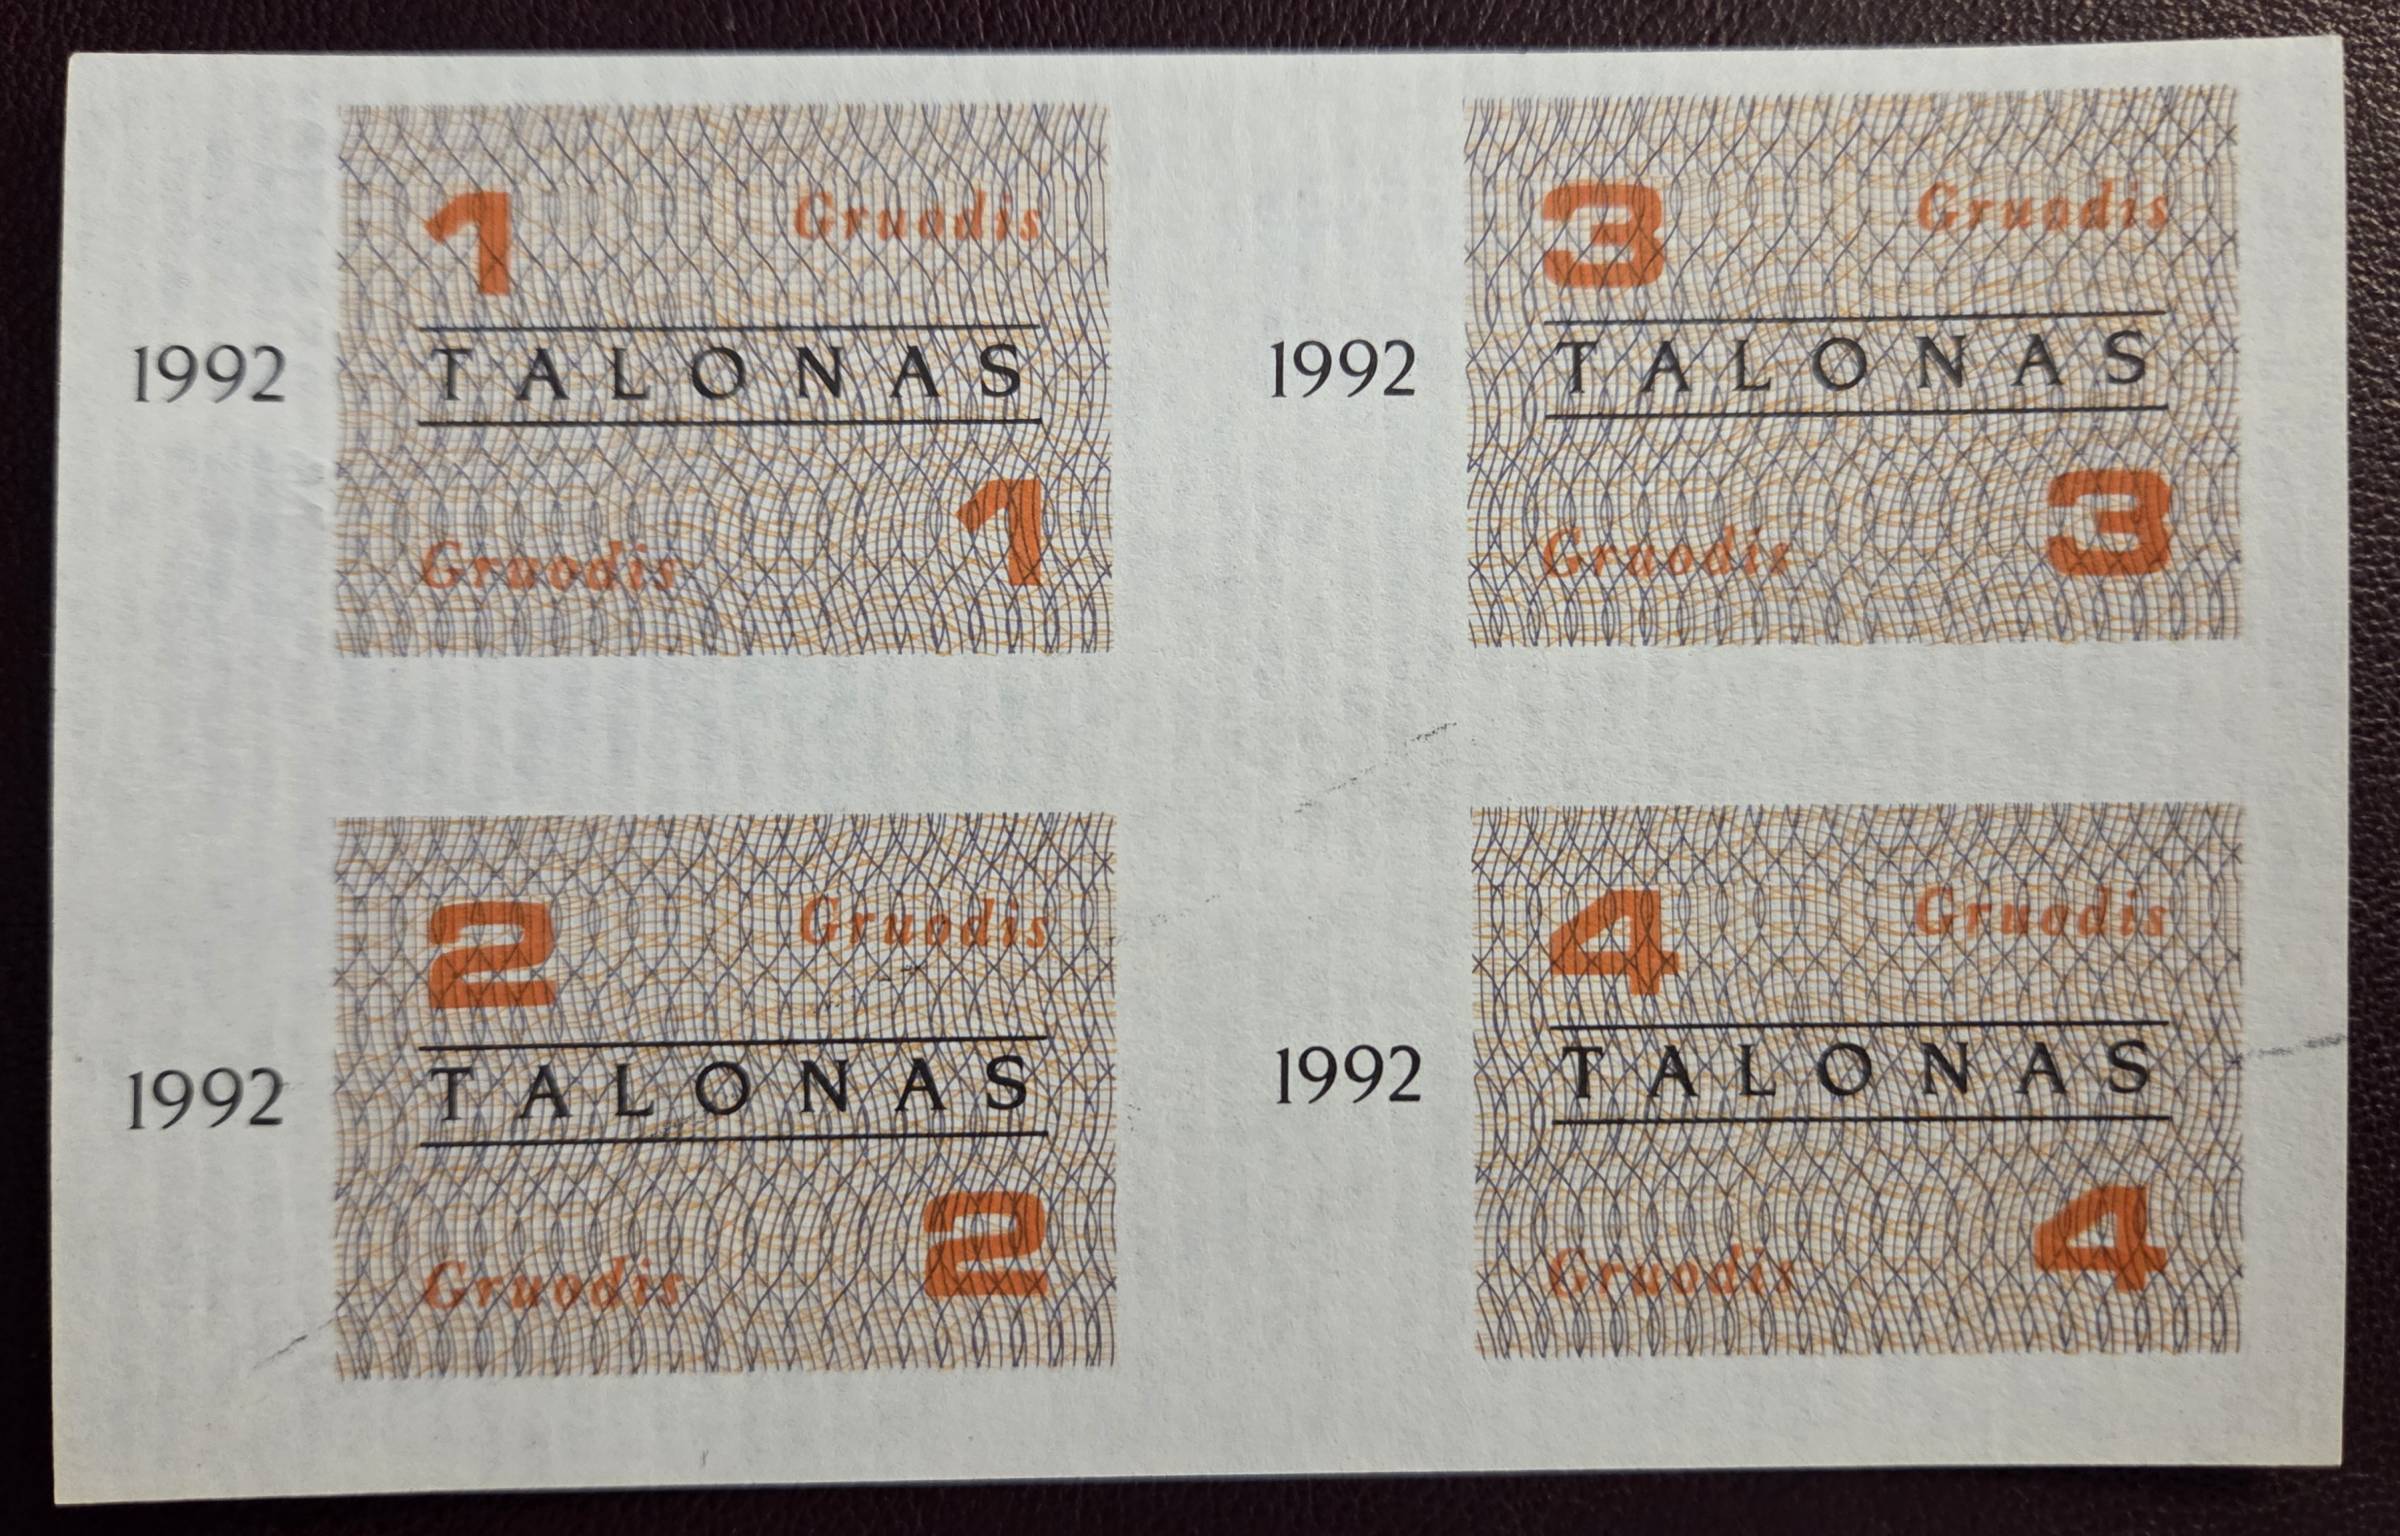 1 Gruodis
1992 TALONAS
Gruodis 1
3 Gruodis
1992 TALONAS
Gruodis 3
2 Gruodis
1992 TALONAS
Gruodis 2
4 Gruodis
1992 TALONAS
Gruodis 4